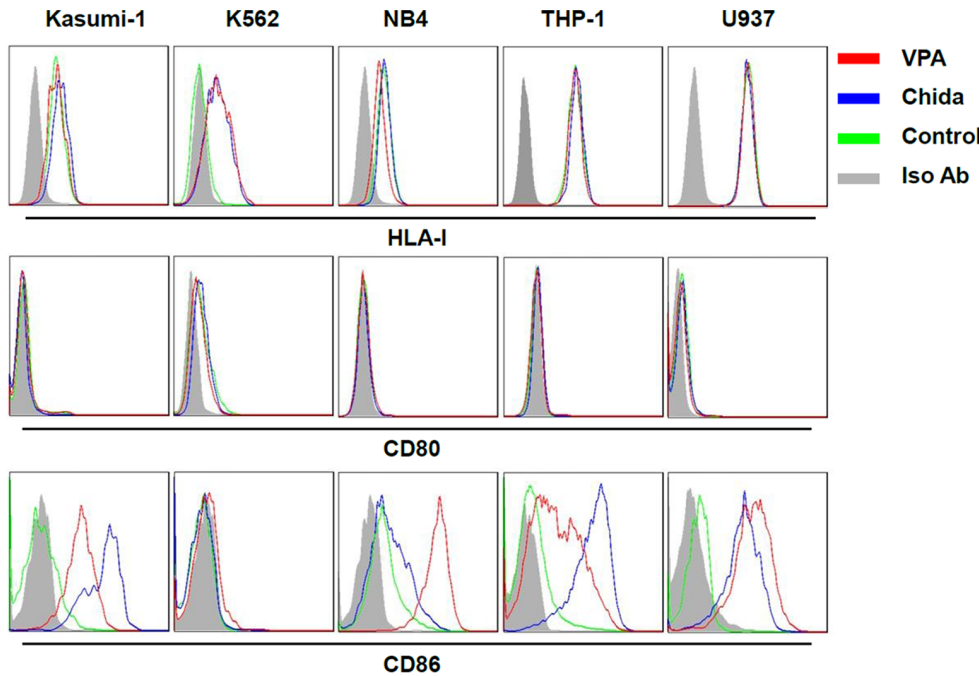 Kasumi-1 K562 NB4 THP-1 U937
VPA
Chida
Control
Iso Ab
HLA-I
CD80
CD86